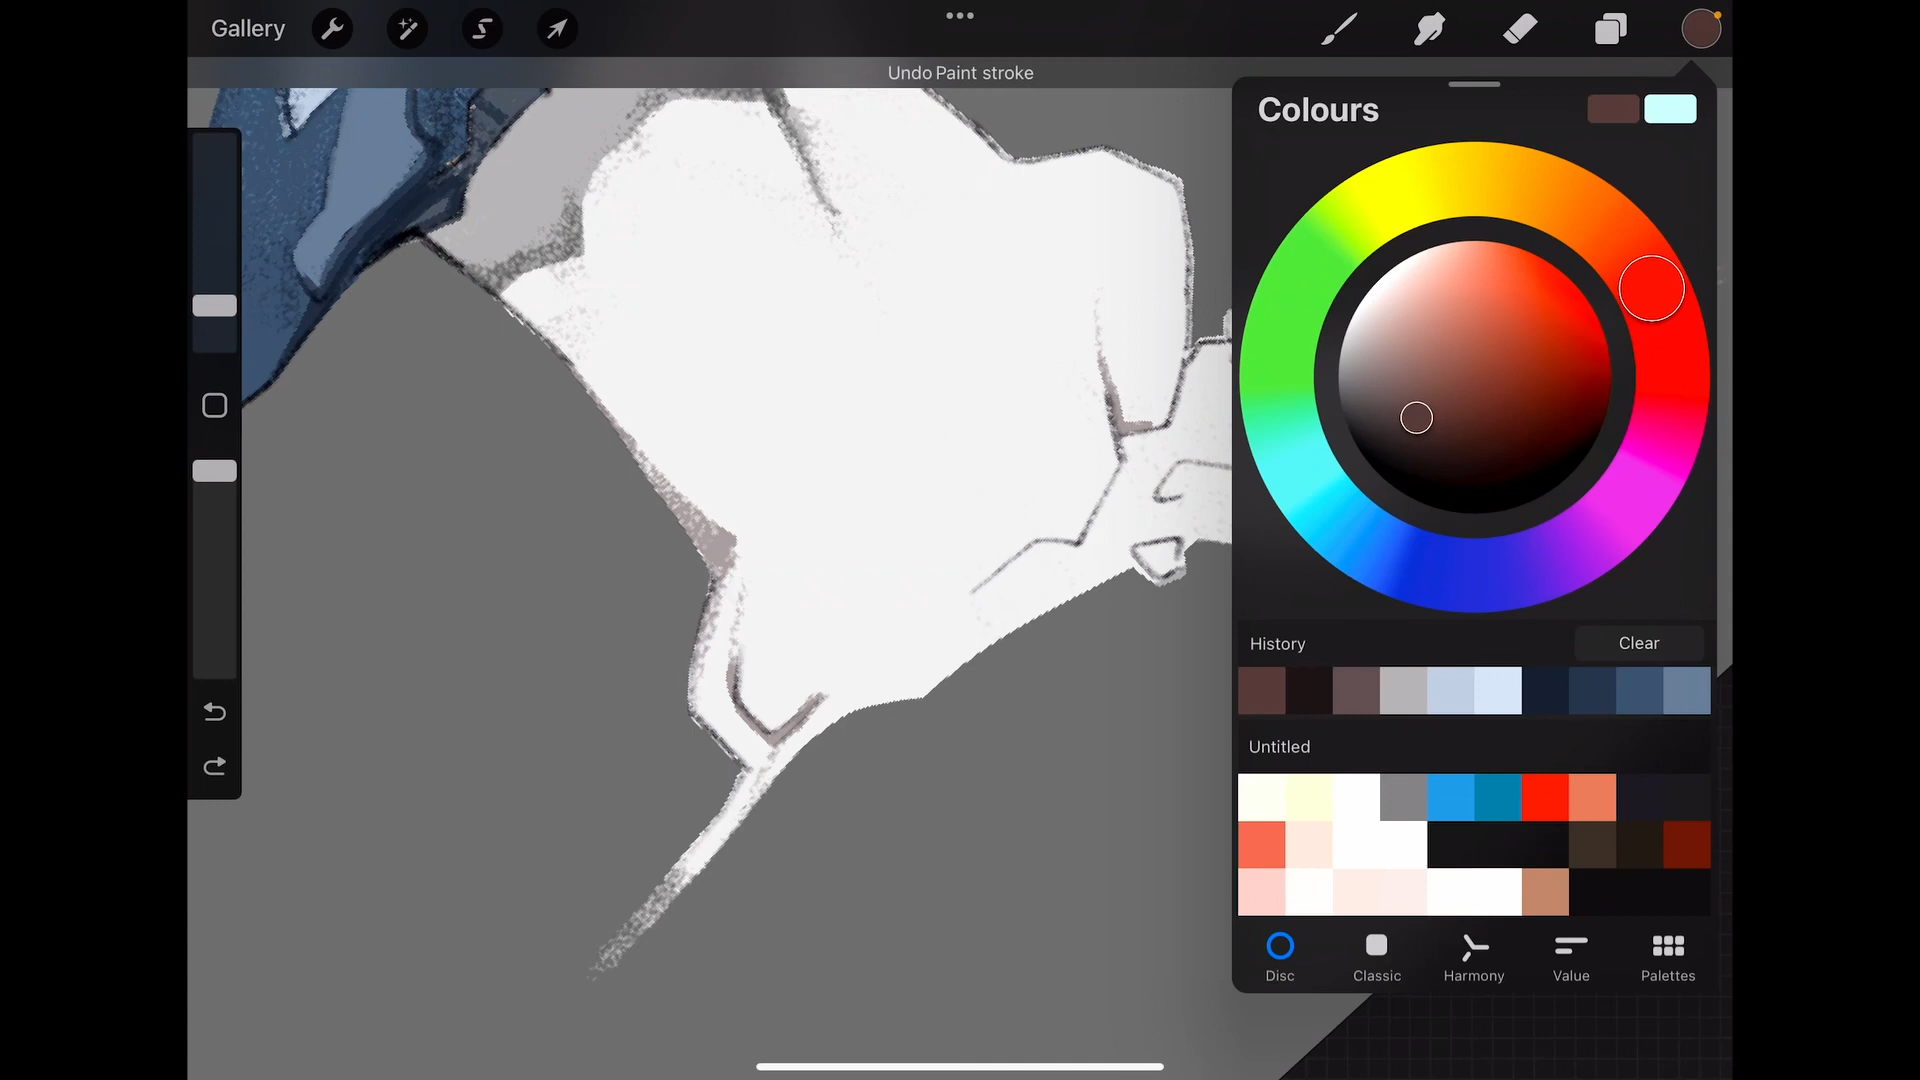 Gallery
Undo Paint stroke
Colours
History
Clear
Untitled
Disc
Classic
Harmony
Value
Palettes